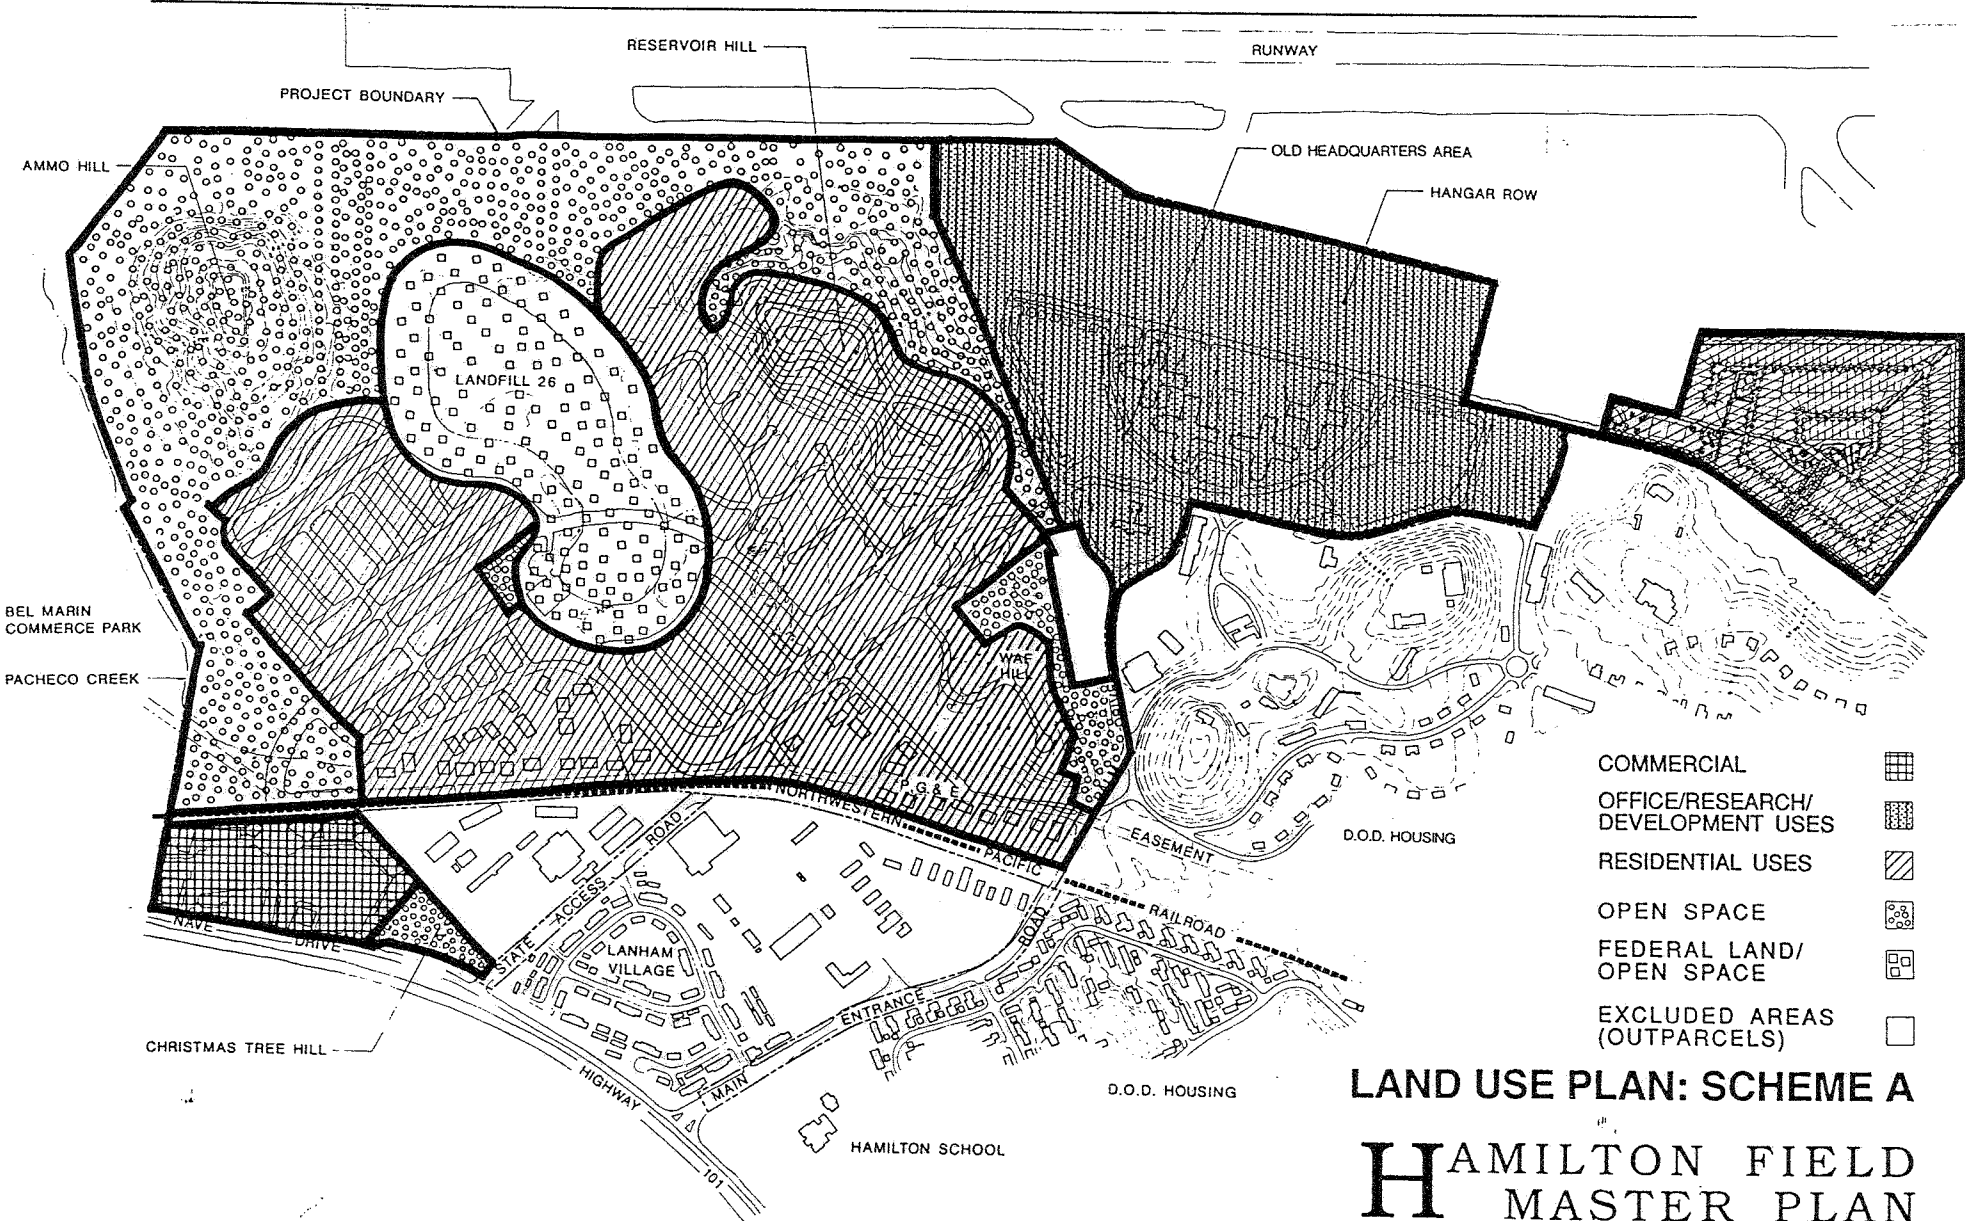 RESERVOIR HILL
RUNWAY
PROJECT BOUNDARY
AMMO HILL
OLD HEADQUARTERS AREA
HANGAR ROW
LANDFILL 26
BEL MARIN
COMMERCE PARK
PACHECO CREEK
WAF
HILL
P.G.& E.
NORTHWESTERN
PACIFIC
RAILROAD
EASEMENT
D.O.D. HOUSING
STATE ACCESS ROAD
NAVE DRIVE
LANHAM
VILLAGE
MAIN ENTRANCE ROAD
CHRISTMAS TREE HILL
HIGHWAY 101
HAMILTON SCHOOL
D.O.D. HOUSING
COMMERCIAL
OFFICE/RESEARCH/
DEVELOPMENT USES
RESIDENTIAL USES
OPEN SPACE
FEDERAL LAND/
OPEN SPACE
EXCLUDED AREAS
(OUTPARCELS)
LAND USE PLAN: SCHEME A
HAMILTON FIELD
MASTER PLAN